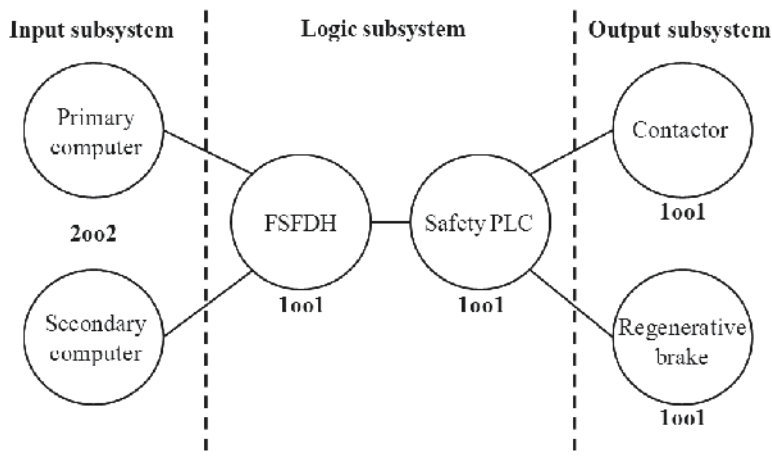 Input subsystem
Logic subsystem
Output subsystem
Primary
computer
2oo2
Secondary
computer
FSFDH
1oo1
Safety PLC
1oo1
Contactor
1oo1
Regenerative
brake
1oo1